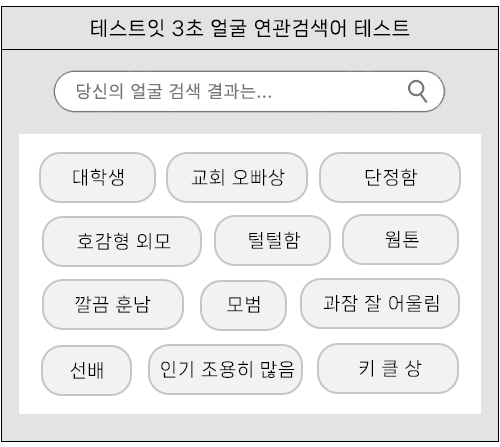 테스트잇 3초 얼굴 연관검색어 테스트
당신의 얼굴 검색 결과는...
대학생 교회 오빠상 단정함
호감형 외모 털털함 웜톤
깔끔 훈남 모범 과잠 잘 어울림
선배 인기 조용히 많음 키 클 상